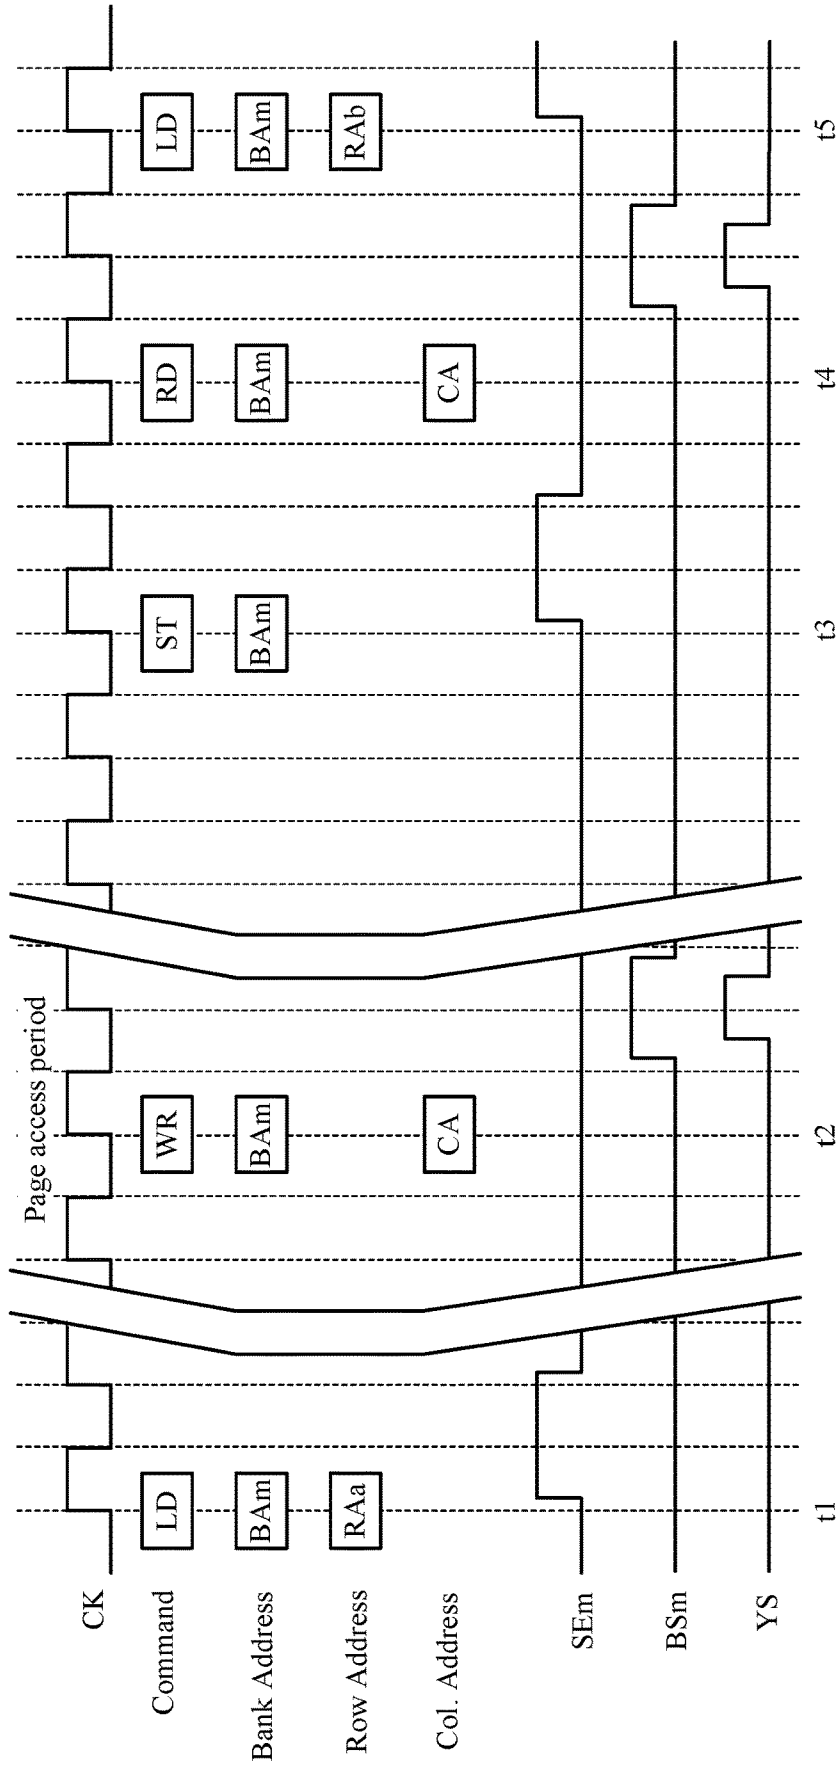 Page access period
CK
Command LD WR ST RD LD
Bank Address BAm BAm BAm BAm BAm
Row Address RAa RAb
Col. Address CA CA
SEm
BSm
YS
t1 t2 t3 t4 t5